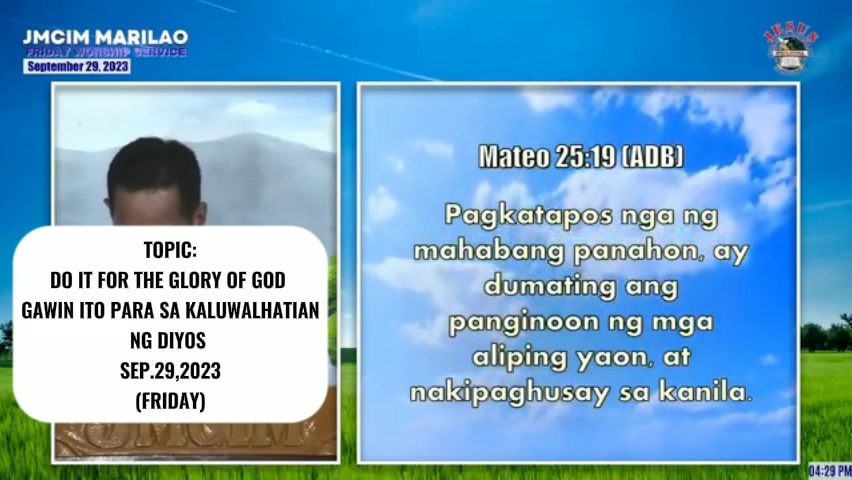 JMCIM MARILAO
FRIDAY WORSHIP SERVICE
September 29, 2023
JESUS
TOPIC:
DO IT FOR THE GLORY OF GOD
GAWIN ITO PARA SA KALUWALHATIAN
NG DIYOS
SEP.29,2023
(FRIDAY)
JMCIM
Mateo 25:19 (ADB)
Pagkatapos nga ng
mahabang panahon, ay
dumating ang
panginoon ng mga
aliping yaon, at
nakipaghusay sa kanila.
04:29 PM